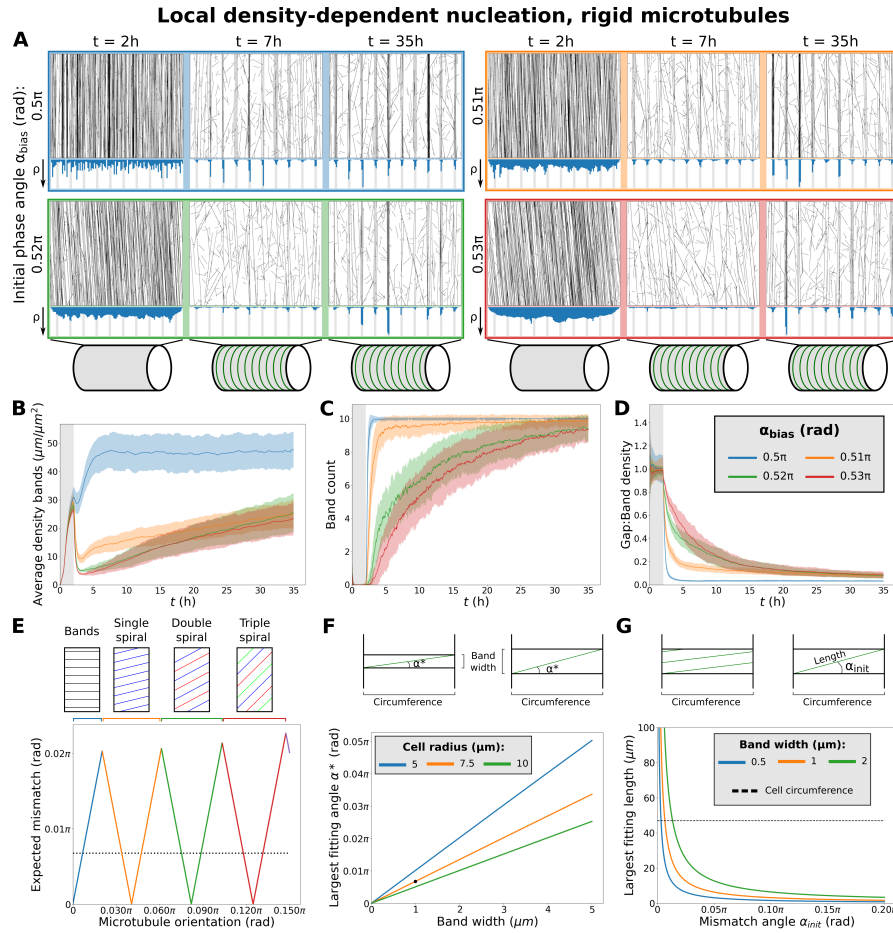 Local density-dependent nucleation, rigid microtubules
A
t = 2h
t = 7h
t = 35h
t = 2h
t = 7h
t = 35h
Initial phase angle α_bias (rad):
0.5π
0.51π
ρ
ρ
0.52π
0.53π
ρ
ρ
B
Average density bands (μm/μm²)
50
40
30
20
10
0
0 5 10 15 20 25 30 35
t (h)
C
Band count
10
8
6
4
2
0
0 5 10 15 20 25 30 35
t (h)
D
Gap:Band density
1.4
1.2
1.0
0.8
0.6
0.4
0.2
0.0
0 5 10 15 20 25 30 35
t (h)
α_bias (rad)
0.5π
0.51π
0.52π
0.53π
E
Bands
Single spiral
Double spiral
Triple spiral
Expected mismatch (rad)
0.02π
0.01π
0
0 0.030π 0.060π 0.090π 0.120π 0.150π
Microtubule orientation (rad)
F
α*
Band width
α*
Circumference
Circumference
Largest fitting angle α* (rad)
0.05π
0.04π
0.03π
0.02π
0.01π
0
Cell radius (μm):
5
7.5
10
0 1 2 3 4 5
Band width (μm)
G
Length
α_init
Circumference
Circumference
Largest fitting length (μm)
100
80
60
40
20
0
Band width (μm):
0.5
1
2
Cell circumference
0 0.05π 0.10π 0.15π 0.20π
Mismatch angle α_init (rad)